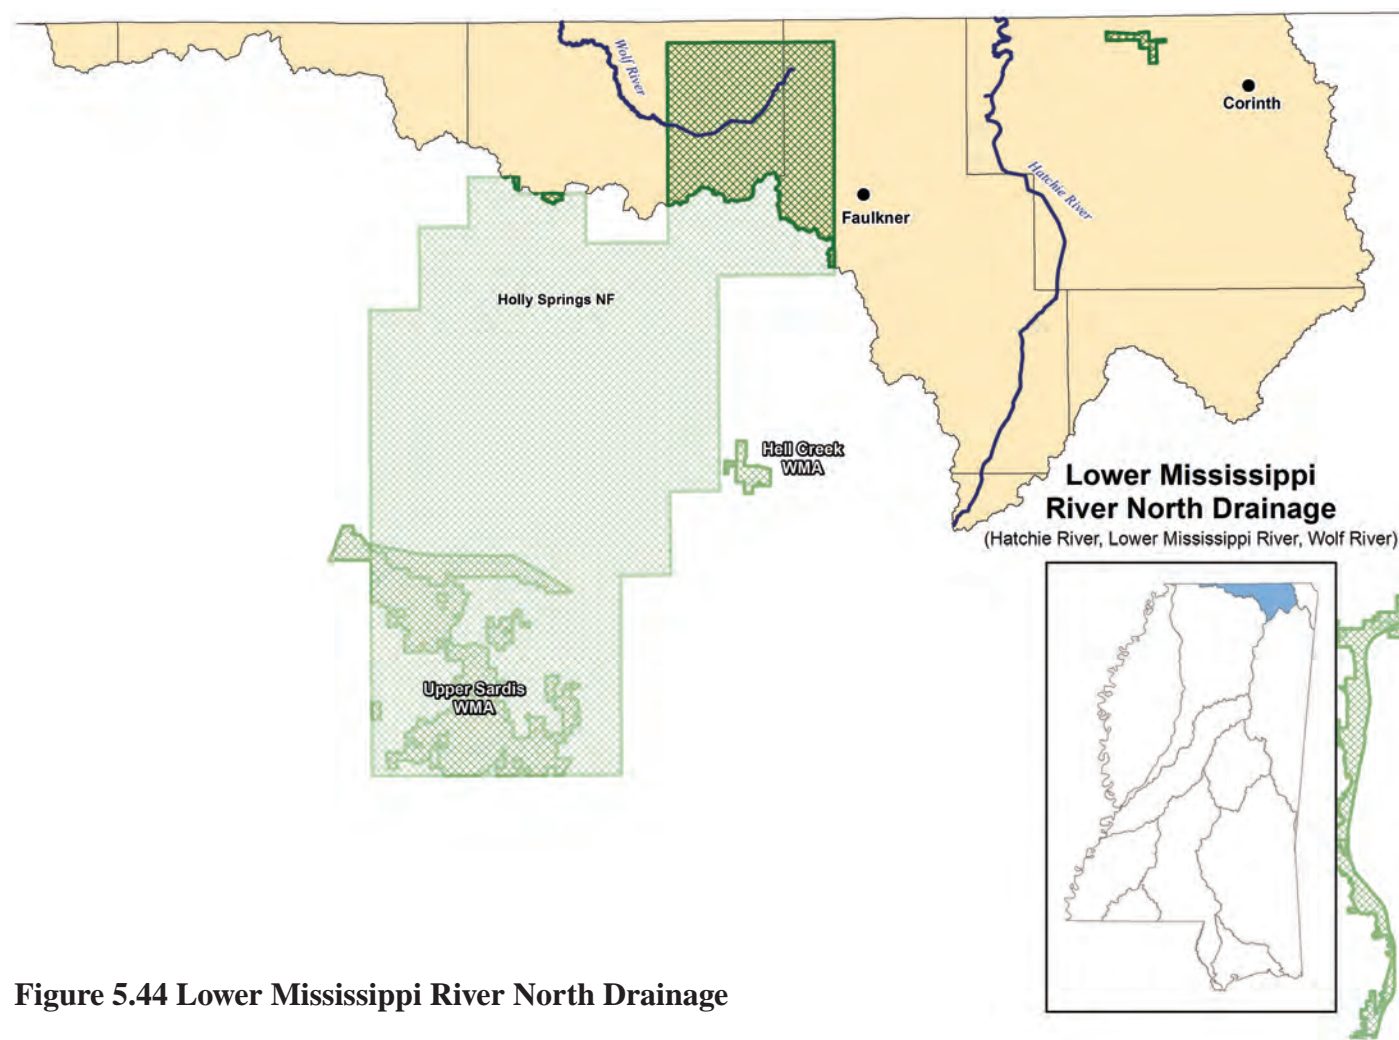 Wolf River
Corinth
Hatchie River
Faulkner
Holly Springs NF
Hell Creek
WMA
Lower Mississippi
River North Drainage
(Hatchie River, Lower Mississippi River, Wolf River)
Upper Sardis
WMA
Figure 5.44 Lower Mississippi River North Drainage